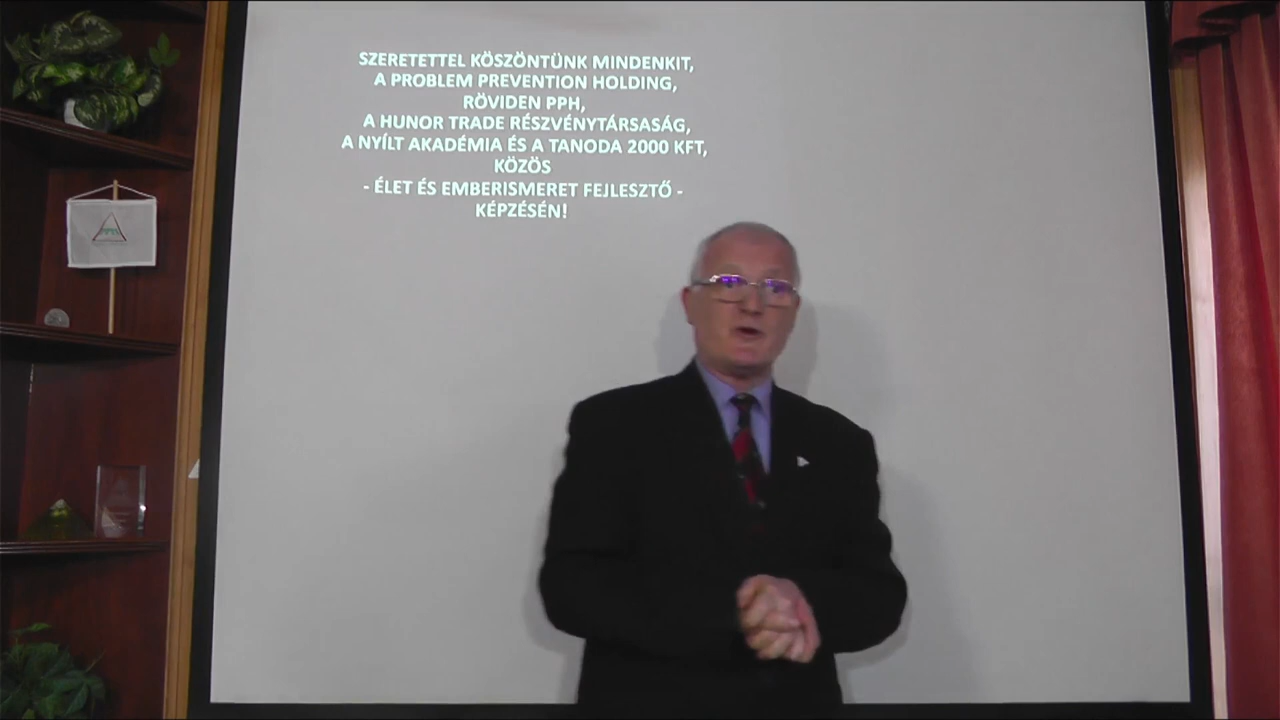 SZERETETTEL KÖSZÖNTÜNK MINDENKIT,
A PROBLEM PREVENTION HOLDING,
RÖVIDEN PPH,
A HUNOR TRADE RÉSZVÉNYTÁRSASÁG,
A NYÍLT AKADÉMIA ÉS A TANODA 2000 KFT,
KÖZÖS
- ÉLET ÉS EMBERISMERET FEJLESZTŐ -
KÉPZÉSÉN!